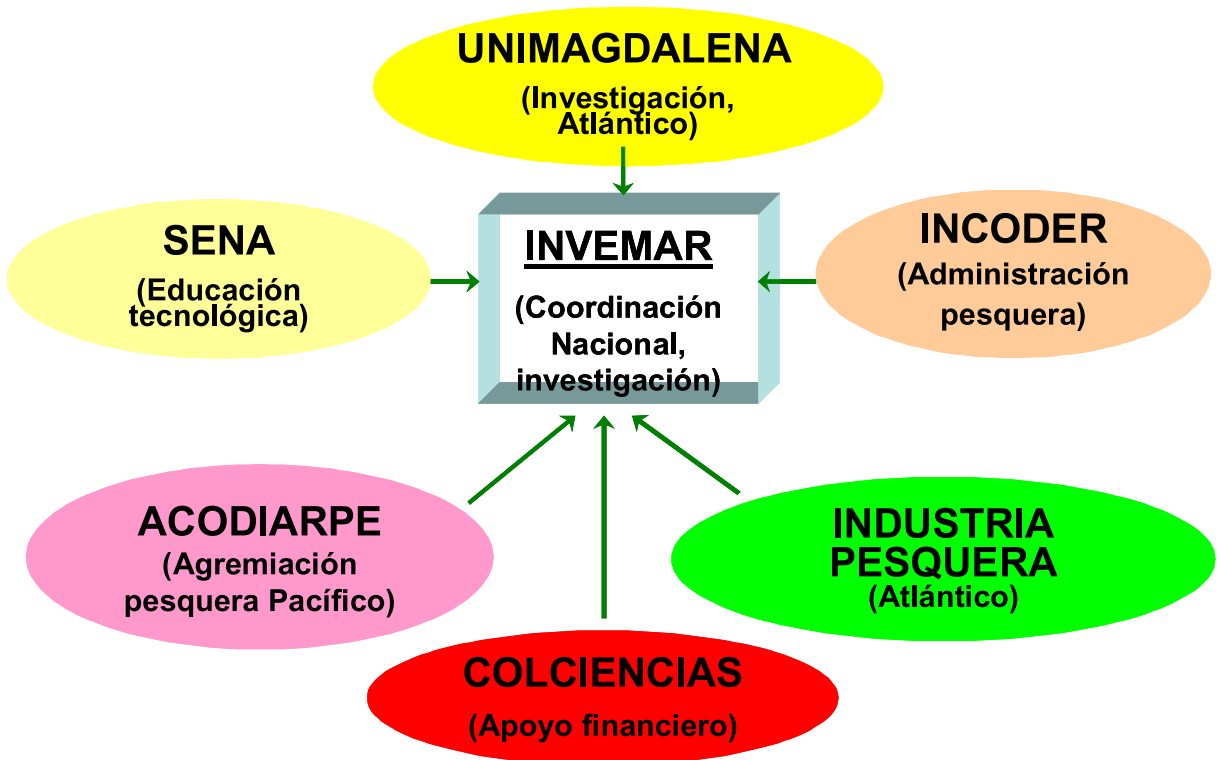 UNIMAGDALENA
(Investigación,
Atlántico)
SENA
(Educación
tecnológica)
INVEMAR
(Coordinación
Nacional,
investigación)
INCODER
(Administración
pesquera)
ACODIARPE
(Agremiación
pesquera Pacífico)
INDUSTRIA
PESQUERA
(Atlántico)
COLCIENCIAS
(Apoyo financiero)